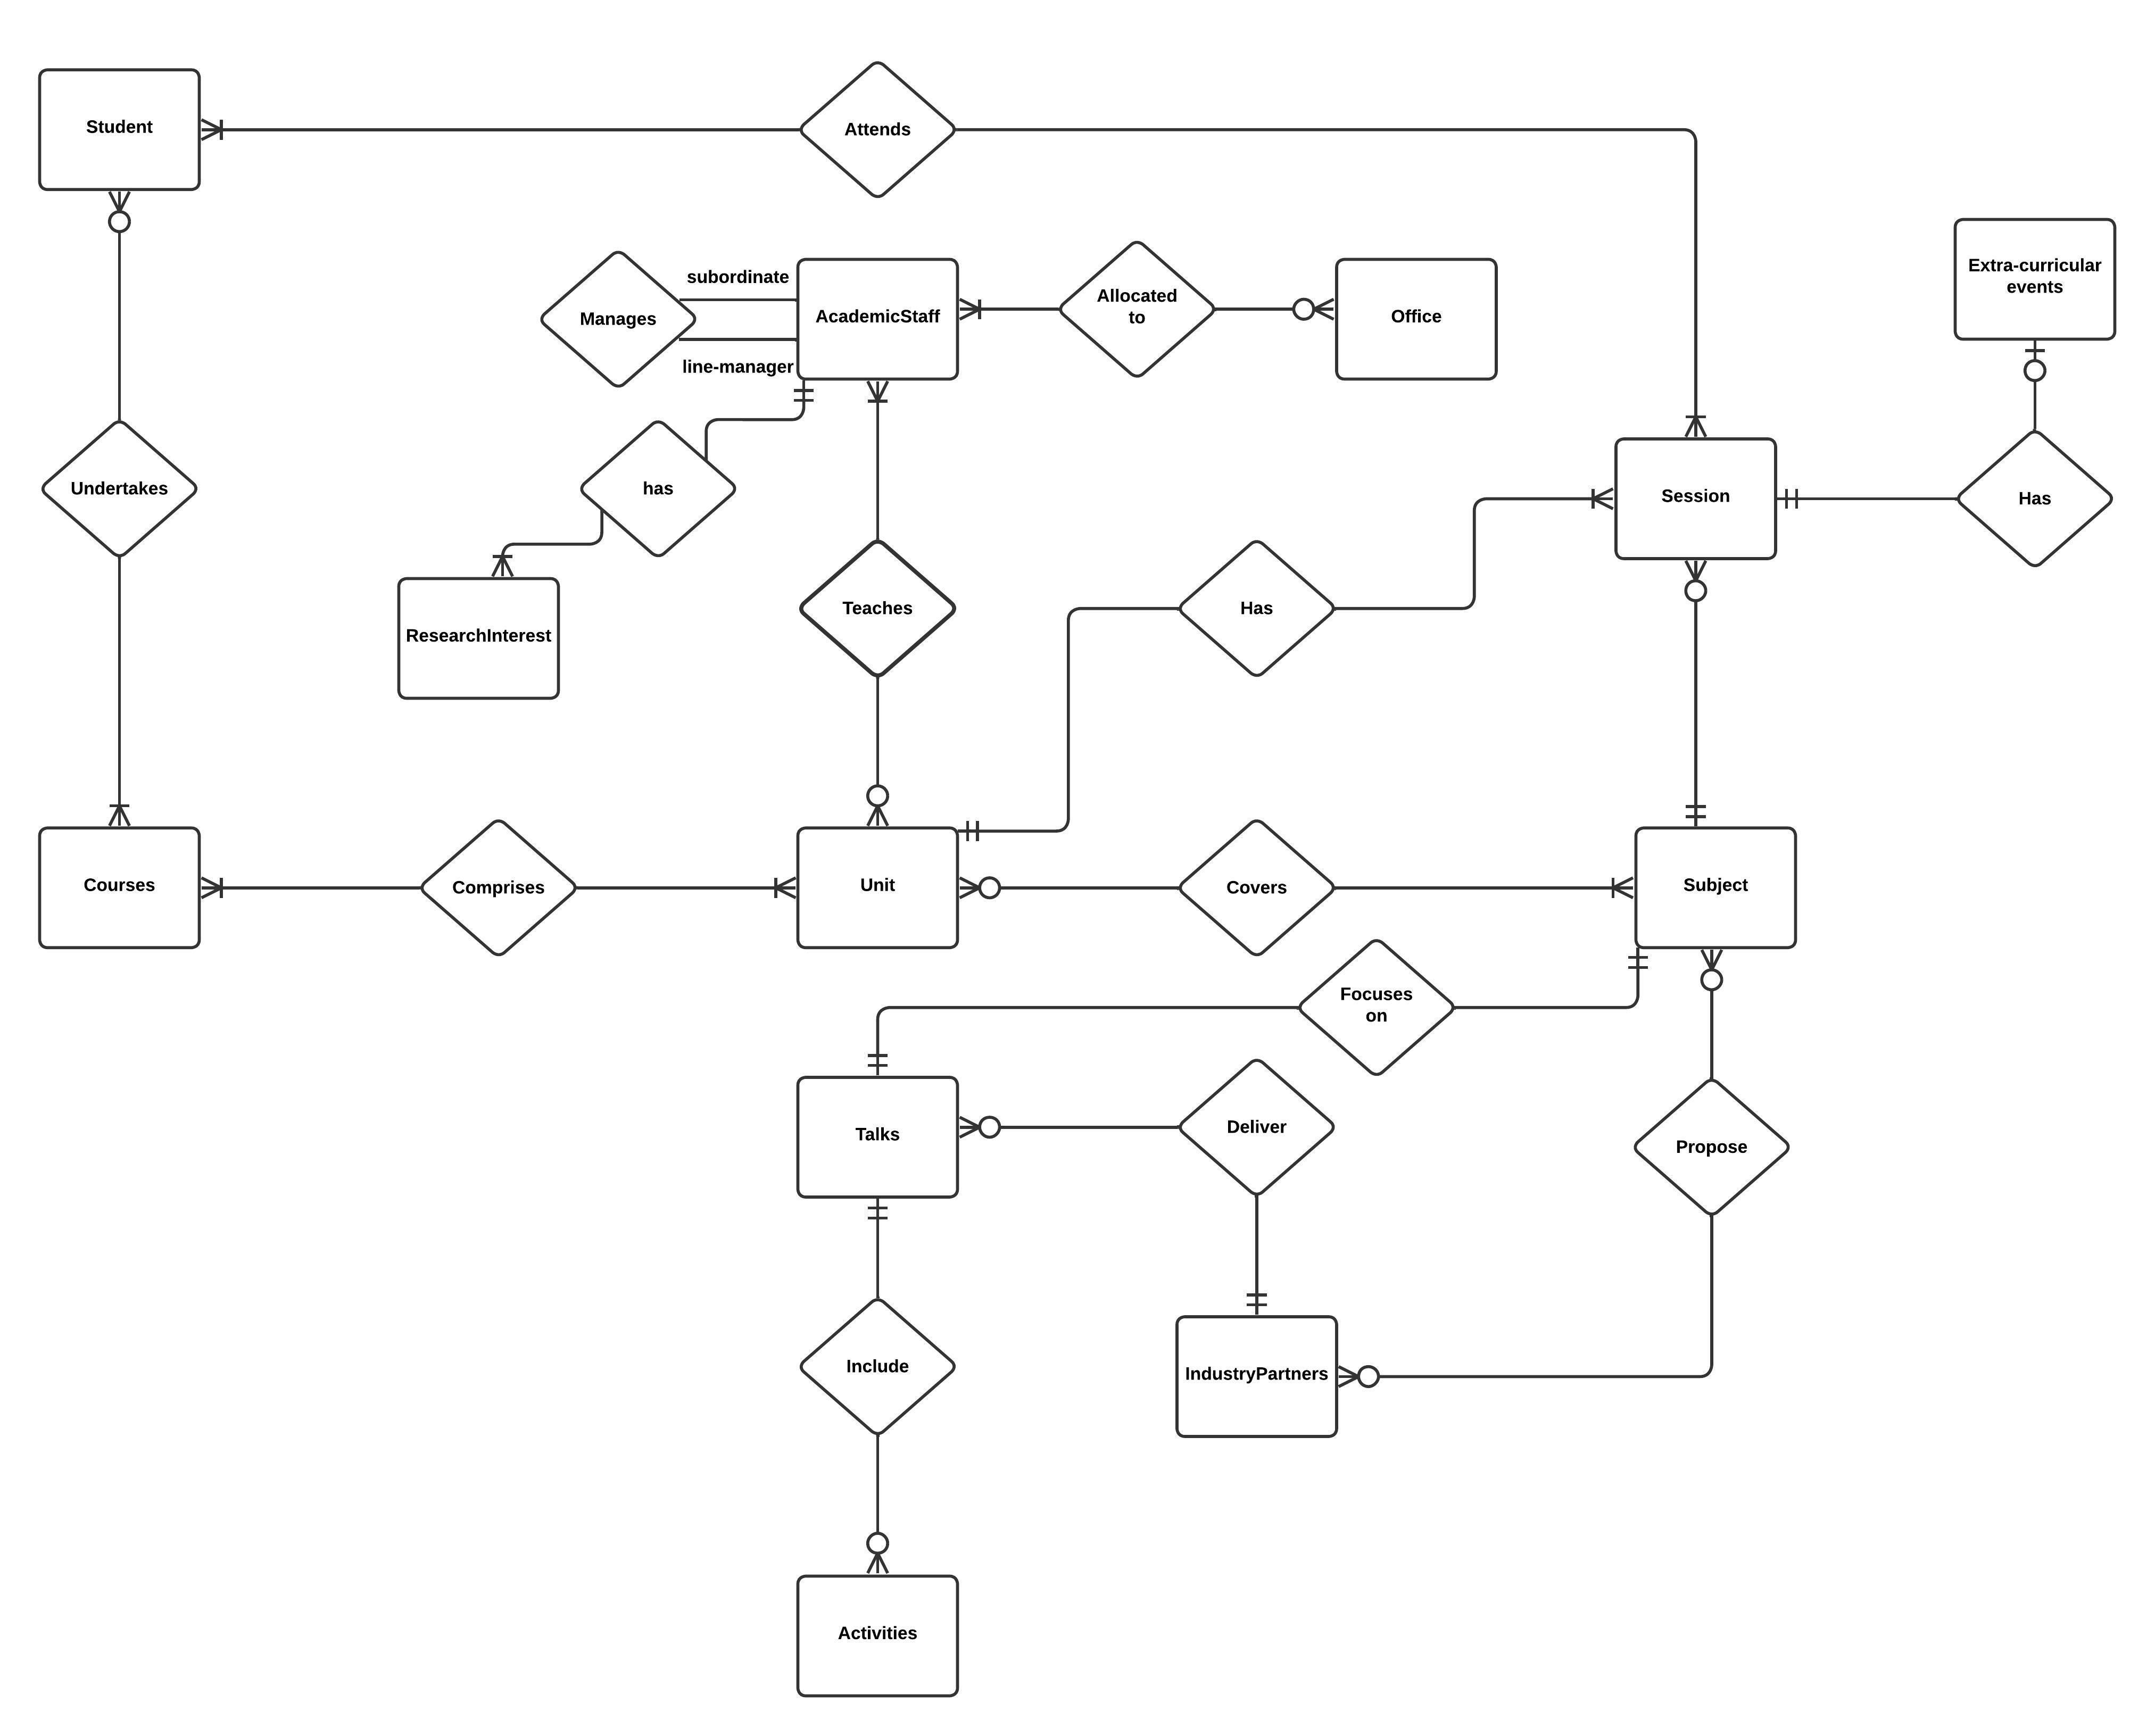 Student
Attends
Extra-curricular
events
subordinate
Manages
AcademicStaff
Allocated
to
Office
line-manager
Undertakes
has
Session
Has
ResearchInterest
Teaches
Has
Courses
Comprises
Unit
Covers
Subject
Focuses
on
Talks
Deliver
Propose
Include
IndustryPartners
Activities